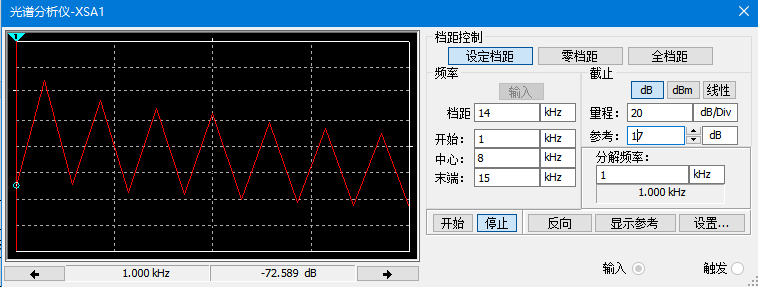 光谱分析仪-XSA1
1
档距控制
设定档距 零档距 全档距
频率
输入
档距 14 kHz
开始: 1 kHz
中心: 8 kHz
末端: 15 kHz
截止
dB dBm 线性
量程: 20 dB/Div
参考: 17 dB
分解频率:
1 kHz
1.000 kHz
开始 停止 反向 显示参考 设置...
1.000 kHz -72.589 dB
输入 触发